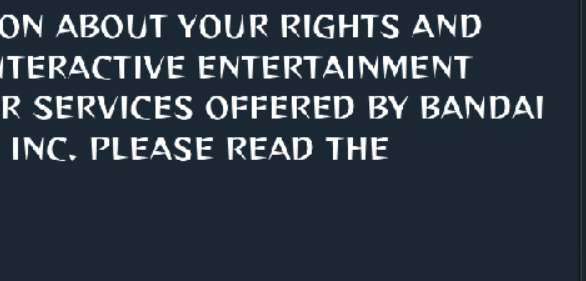 ON ABOUT YOUR RIGHTS AND
NTERACTIVE ENTERTAINMENT
R SERVICES OFFERED BY BANDAI
INC. PLEASE READ THE